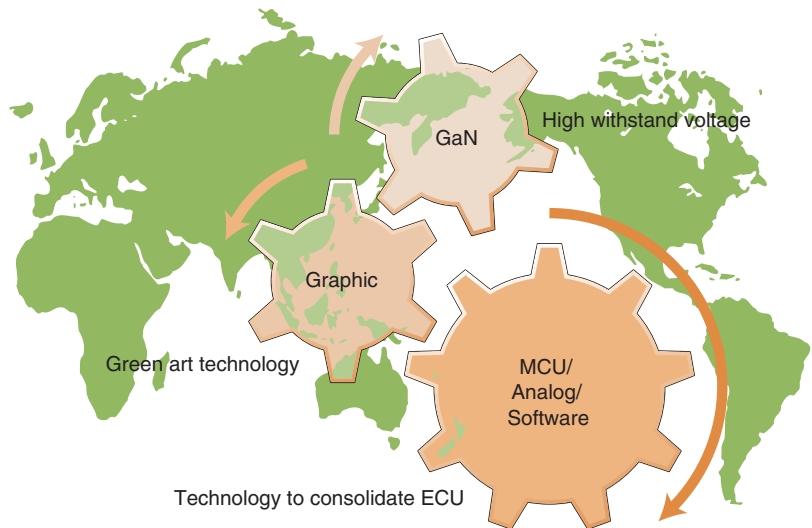 GaN
High withstand voltage
Graphic
Green art technology
MCU/
Analog/
Software
Technology to consolidate ECU